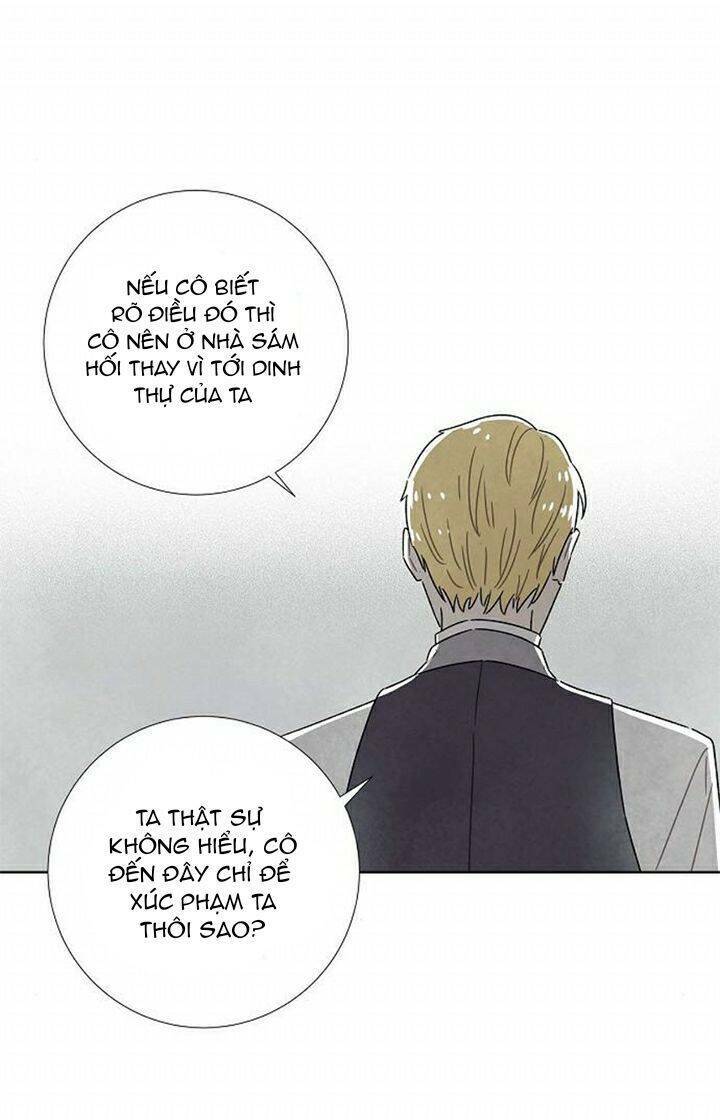 NẾU CÔ BIẾT
RÕ ĐIỀU ĐÓ THÌ
CÔ NÊN Ở NHÀ SÁM
HỐI THAY VÌ TỚI DINH
THỰ CỦA TA
TA THẬT SỰ
KHÔNG HIỂU, CÔ
ĐẾN ĐÂY CHỈ ĐỂ
XÚC PHẠM TA
THÔI SAO?